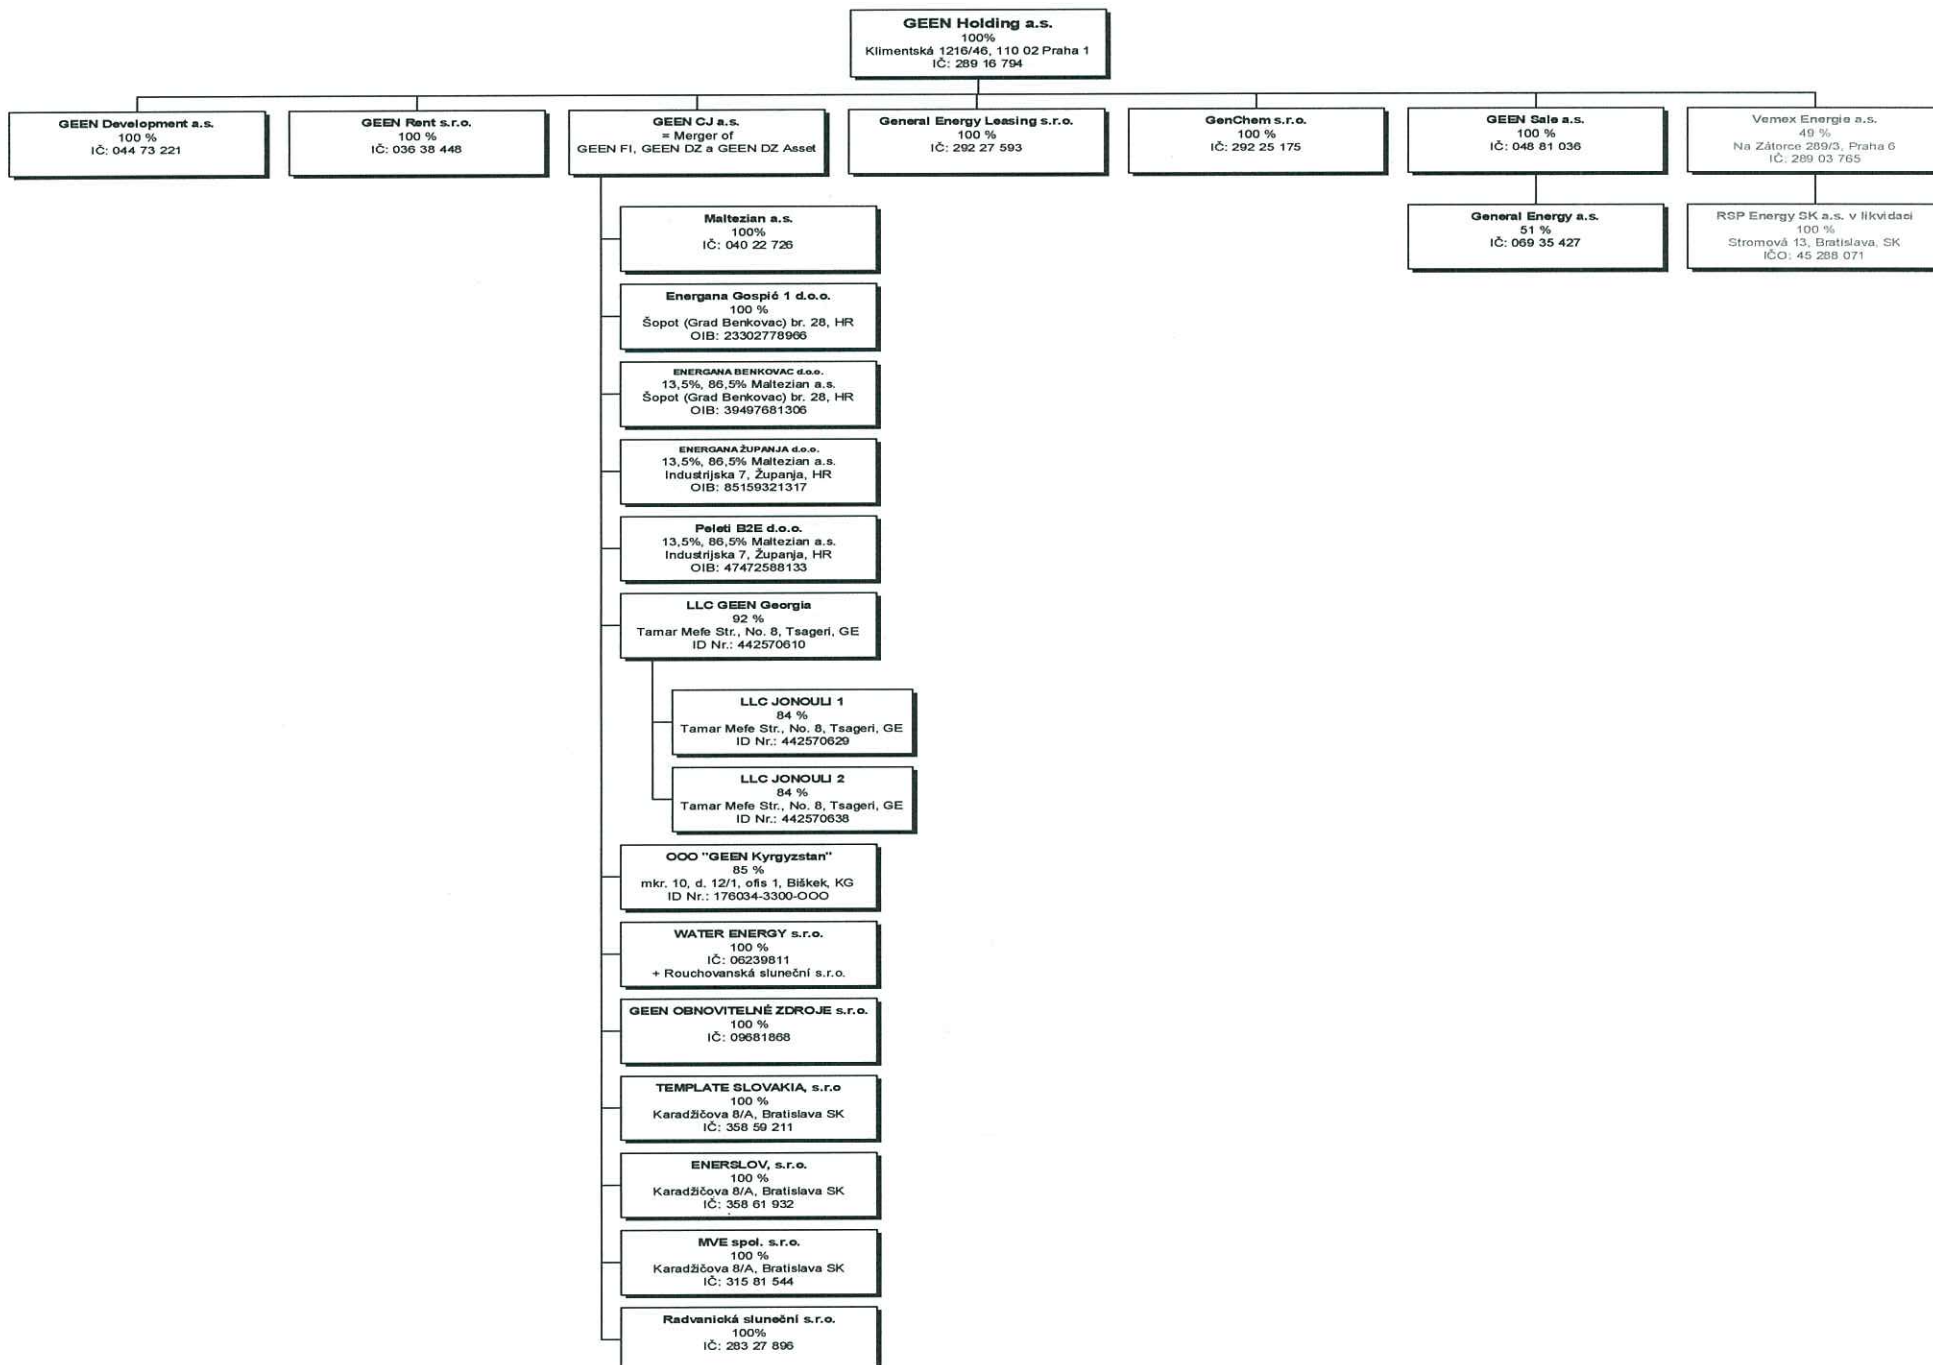 GEEN Holding a.s.
100%
Klimentská 1216/46, 110 02 Praha 1
IČ: 289 16 794
GEEN Development a.s.
100 %
IČ: 044 73 221
GEEN Rent s.r.o.
100 %
IČ: 036 38 448
GEEN CJ a.s.
= Merger of
GEEN FI, GEEN DZ a GEEN DZ Asset
General Energy Leasing s.r.o.
100 %
IČ: 292 27 593
GenChem s.r.o.
100 %
IČ: 292 25 175
GEEN Sale a.s.
100 %
IČ: 048 81 036
Vemex Energie a.s.
49 %
Na Zátorce 289/3, Praha 6
IČ: 289 03 765
General Energy a.s.
51 %
IČ: 069 35 427
RSP Energy SK a.s. v likvidaci
100 %
Stromová 13, Bratislava, SK
IČO: 45 288 071
Maltezian a.s.
100%
IČ: 040 22 726
Energana Gospić 1 d.o.o.
100 %
Šopot (Grad Benkovac) br. 28, HR
OIB: 23302778966
ENERGANA BENKOVAC d.o.o.
13,5%, 86,5% Maltezian a.s.
Šopot (Grad Benkovac) br. 28, HR
OIB: 39497681306
ENERGANA ŽUPANJA d.o.o.
13,5%, 86,5% Maltezian a.s.
Industrijska 7, Županja, HR
OIB: 85159321317
Peleti B2E d.o.o.
13,5%, 86,5% Maltezian a.s.
Industrijska 7, Županja, HR
OIB: 47472588133
LLC GEEN Georgia
92 %
Tamar Mefe Str., No. 8, Tsageri, GE
ID Nr.: 442570610
LLC JONOULI 1
84 %
Tamar Mefe Str., No. 8, Tsageri, GE
ID Nr.: 442570629
LLC JONOULI 2
84 %
Tamar Mefe Str., No. 8, Tsageri, GE
ID Nr.: 442570638
OOO "GEEN Kyrgyzstan"
85 %
mkr. 10, d. 12/1, ofis 1, Biškek, KG
ID Nr.: 176034-3300-OOO
WATER ENERGY s.r.o.
100 %
IČ: 06239811
+ Rouchovanská sluneční s.r.o.
GEEN OBNOVITELNÉ ZDROJE s.r.o.
100 %
IČ: 09681868
TEMPLATE SLOVAKIA, s.r.o
100 %
Karadžičova 8/A, Bratislava SK
IČ: 358 59 211
ENERSLOV, s.r.o.
100 %
Karadžičova 8/A, Bratislava SK
IČ: 358 61 932
MVE spol. s.r.o.
100 %
Karadžičova 8/A, Bratislava SK
IČ: 315 81 544
Radvanická sluneční s.r.o.
100%
IČ: 283 27 896